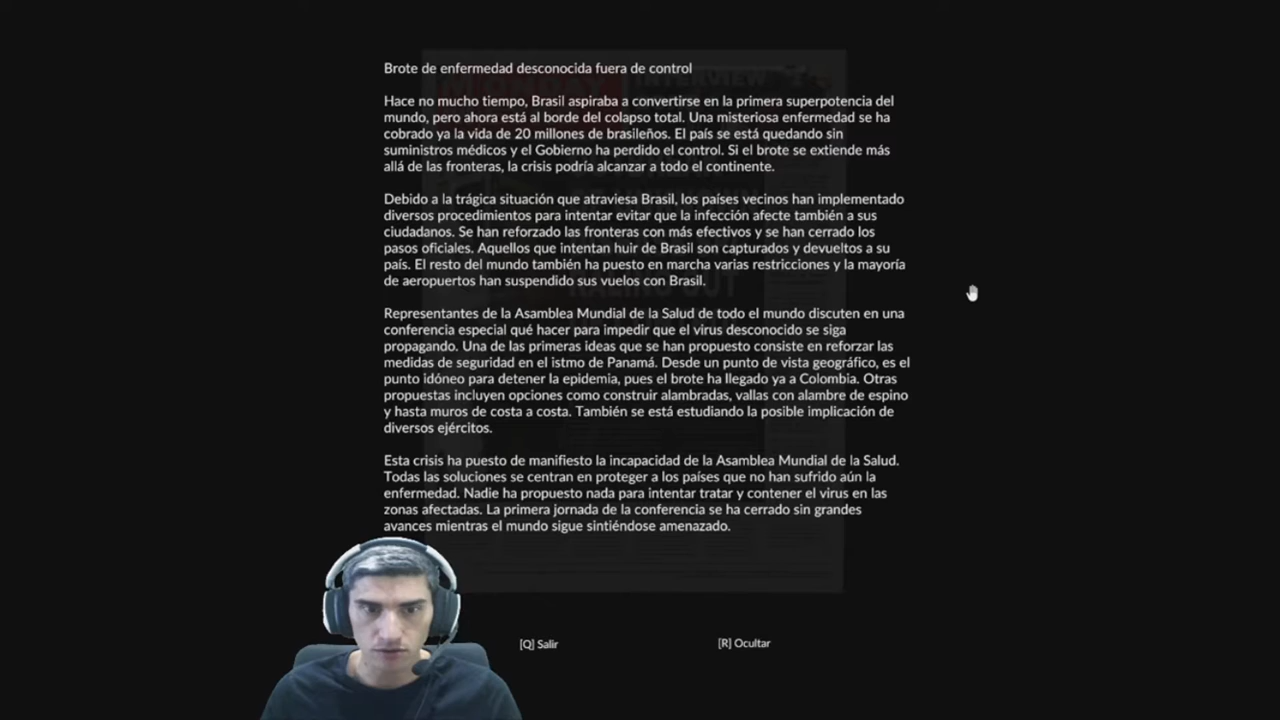 Brote de enfermedad desconocida fuera de control
Hace no mucho tiempo, Brasil aspiraba a convertirse en la primera superpotencia del
mundo, pero ahora está al borde del colapso total. Una misteriosa enfermedad se ha
cobrado ya la vida de 20 millones de brasileños. El país se está quedando sin
suministros médicos y el Gobierno ha perdido el control. Si el brote se extiende más
allá de las fronteras, la crisis podría alcanzar a todo el continente.
Debido a la trágica situación que atraviesa Brasil, los países vecinos han implementado
diversos procedimientos para intentar evitar que la infección afecte también a sus
ciudadanos. Se han reforzado las fronteras con más efectivos y se han cerrado los
pasos oficiales. Aquellos que intentan huir de Brasil son capturados y devueltos a su
país. El resto del mundo también ha puesto en marcha varias restricciones y la mayoría
de aeropuertos han suspendido sus vuelos con Brasil.
Representantes de la Asamblea Mundial de la Salud de todo el mundo discuten en una
conferencia especial qué hacer para impedir que el virus desconocido se siga
propagando. Una de las primeras ideas que se han propuesto consiste en reforzar las
medidas de seguridad en el istmo de Panamá. Desde un punto de vista geográfico, es el
punto idóneo para detener la epidemia, pues el brote ha llegado ya a Colombia. Otras
propuestas incluyen opciones como construir alambradas, vallas con alambre de espino
y hasta muros de costa a costa. También se está estudiando la posible implicación de
diversos ejércitos.
Esta crisis ha puesto de manifiesto la incapacidad de la Asamblea Mundial de la Salud.
Todas las soluciones se centran en proteger a los países que no han sufrido aún la
enfermedad. Nadie ha propuesto nada para intentar tratar y contener el virus en las
zonas afectadas. La primera jornada de la conferencia se ha cerrado sin grandes
avances mientras el mundo sigue sintiéndose amenazado.
[Q] Salir
[R] Ocultar